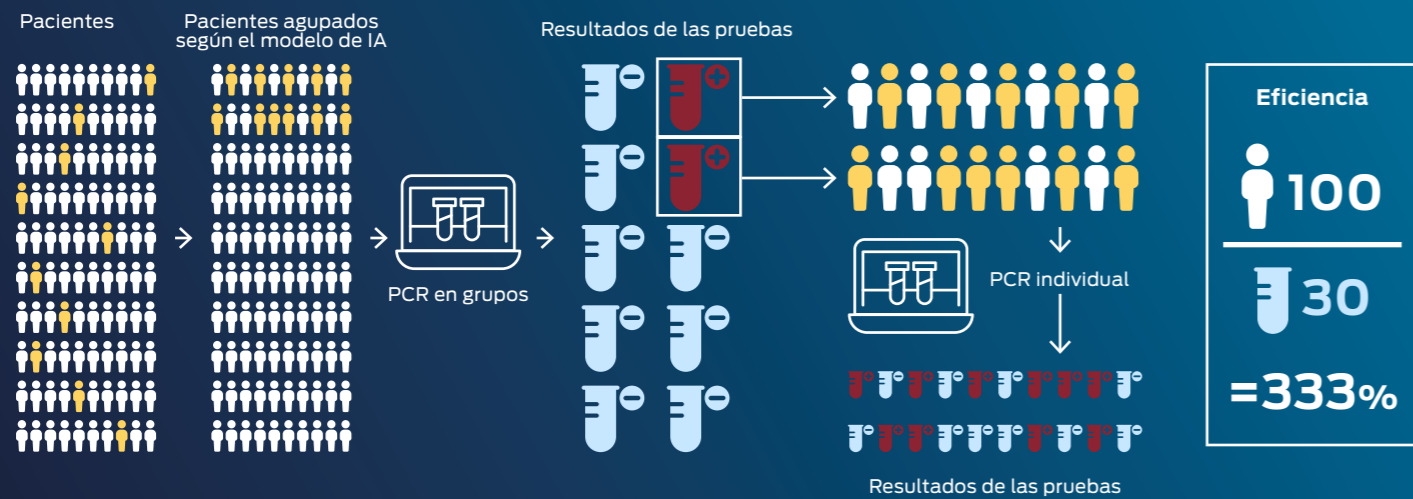 Pacientes
Pacientes agupados
según el modelo de IA
Resultados de las pruebas
PCR en grupos
PCR individual
Resultados de las pruebas
Eficiencia
100
30
=333%